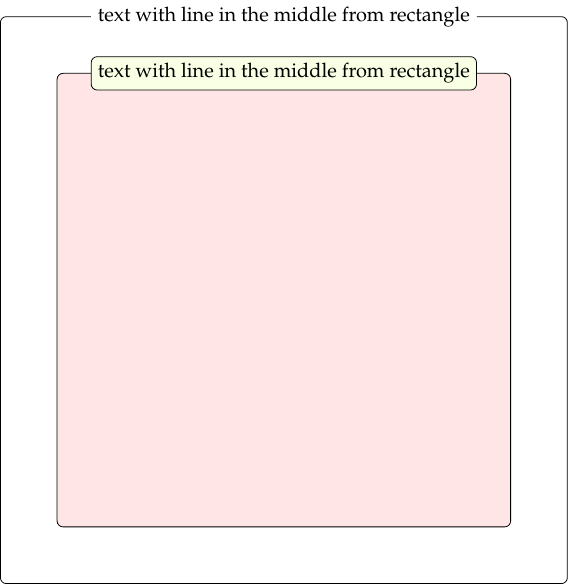 text with line in the middle from rectangle
text with line in the middle from rectangle